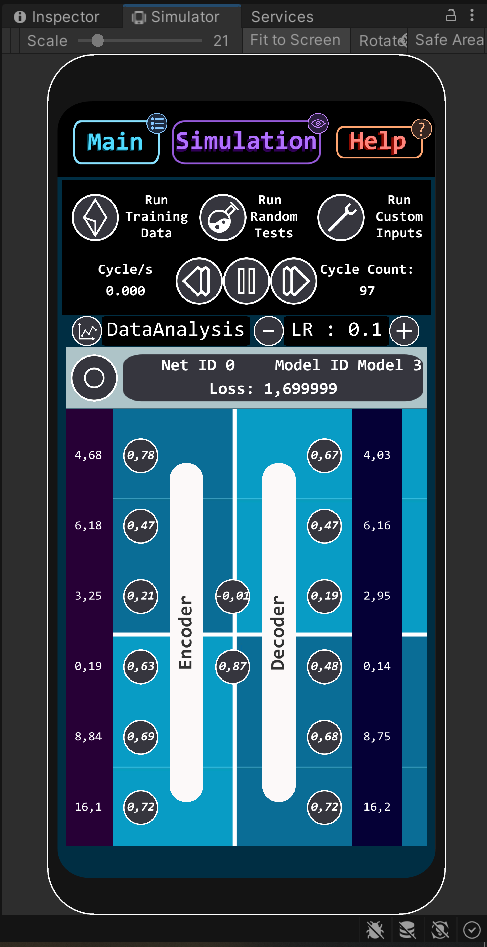 Inspector Simulator Services
Scale 21 Fit to Screen Rotate Safe Area
Main Simulation Help
?
Run Training Data
Run Random Tests
Run Custom Inputs
Cycle/s
0.000
Cycle Count:
97
DataAnalysis LR : 0.1
Net ID 0 Model ID Model 3
Loss: 1,699999
4,68 0,78 0,67 4,03
6,18 0,47 0,47 6,16
3,25 0,21 -0,01 0,19 2,95
Encoder Decoder
0,19 0,63 0,87 0,48 0,14
8,84 0,69 0,68 8,75
16,1 0,72 0,72 16,2